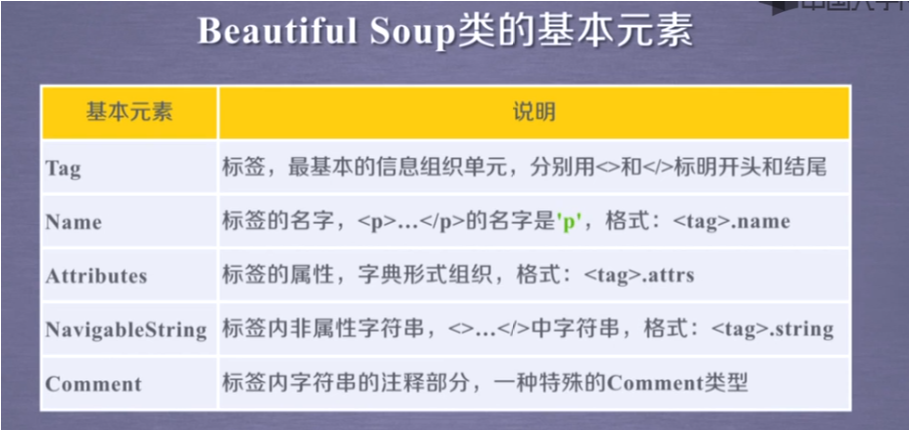 Beautiful Soup类的基本元素
基本元素 说明
Tag 标签，最基本的信息组织单元，分别用<>和</>标明开头和结尾
Name 标签的名字，<p>…</p>的名字是'p'，格式：<tag>.name
Attributes 标签的属性，字典形式组织，格式：<tag>.attrs
NavigableString 标签内非属性字符串，<>…</>中字符串，格式：<tag>.string
Comment 标签内字符串的注释部分，一种特殊的Comment类型